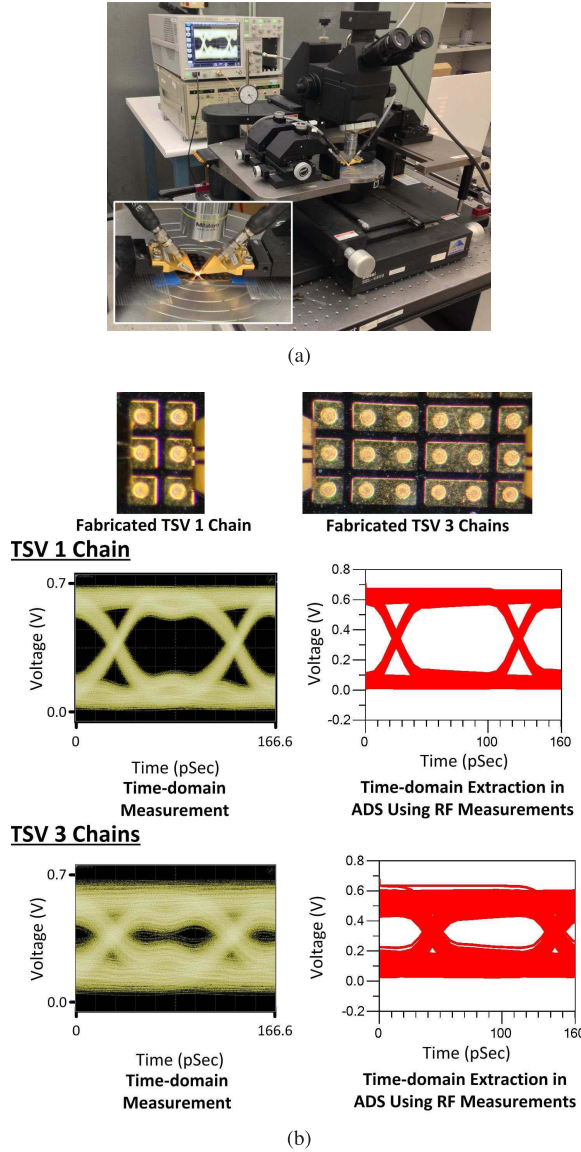 Mitutoyo
(a)
Fabricated TSV 1 Chain
Fabricated TSV 3 Chains
TSV 1 Chain
Voltage (V)
0.7
0.0
0
166.6
Time (pSec)
Time-domain
Measurement
Voltage (V)
0.8
0.6
0.4
0.2
0.0
-0.2
0
100
160
Time (pSec)
Time-domain Extraction in
ADS Using RF Measurements
TSV 3 Chains
Voltage (V)
0.7
0.0
0
166.6
Time (pSec)
Time-domain
Measurement
Voltage (V)
0.8
0.6
0.4
0.2
0.0
-0.2
0
100
160
Time (pSec)
Time-domain Extraction in
ADS Using RF Measurements
(b)